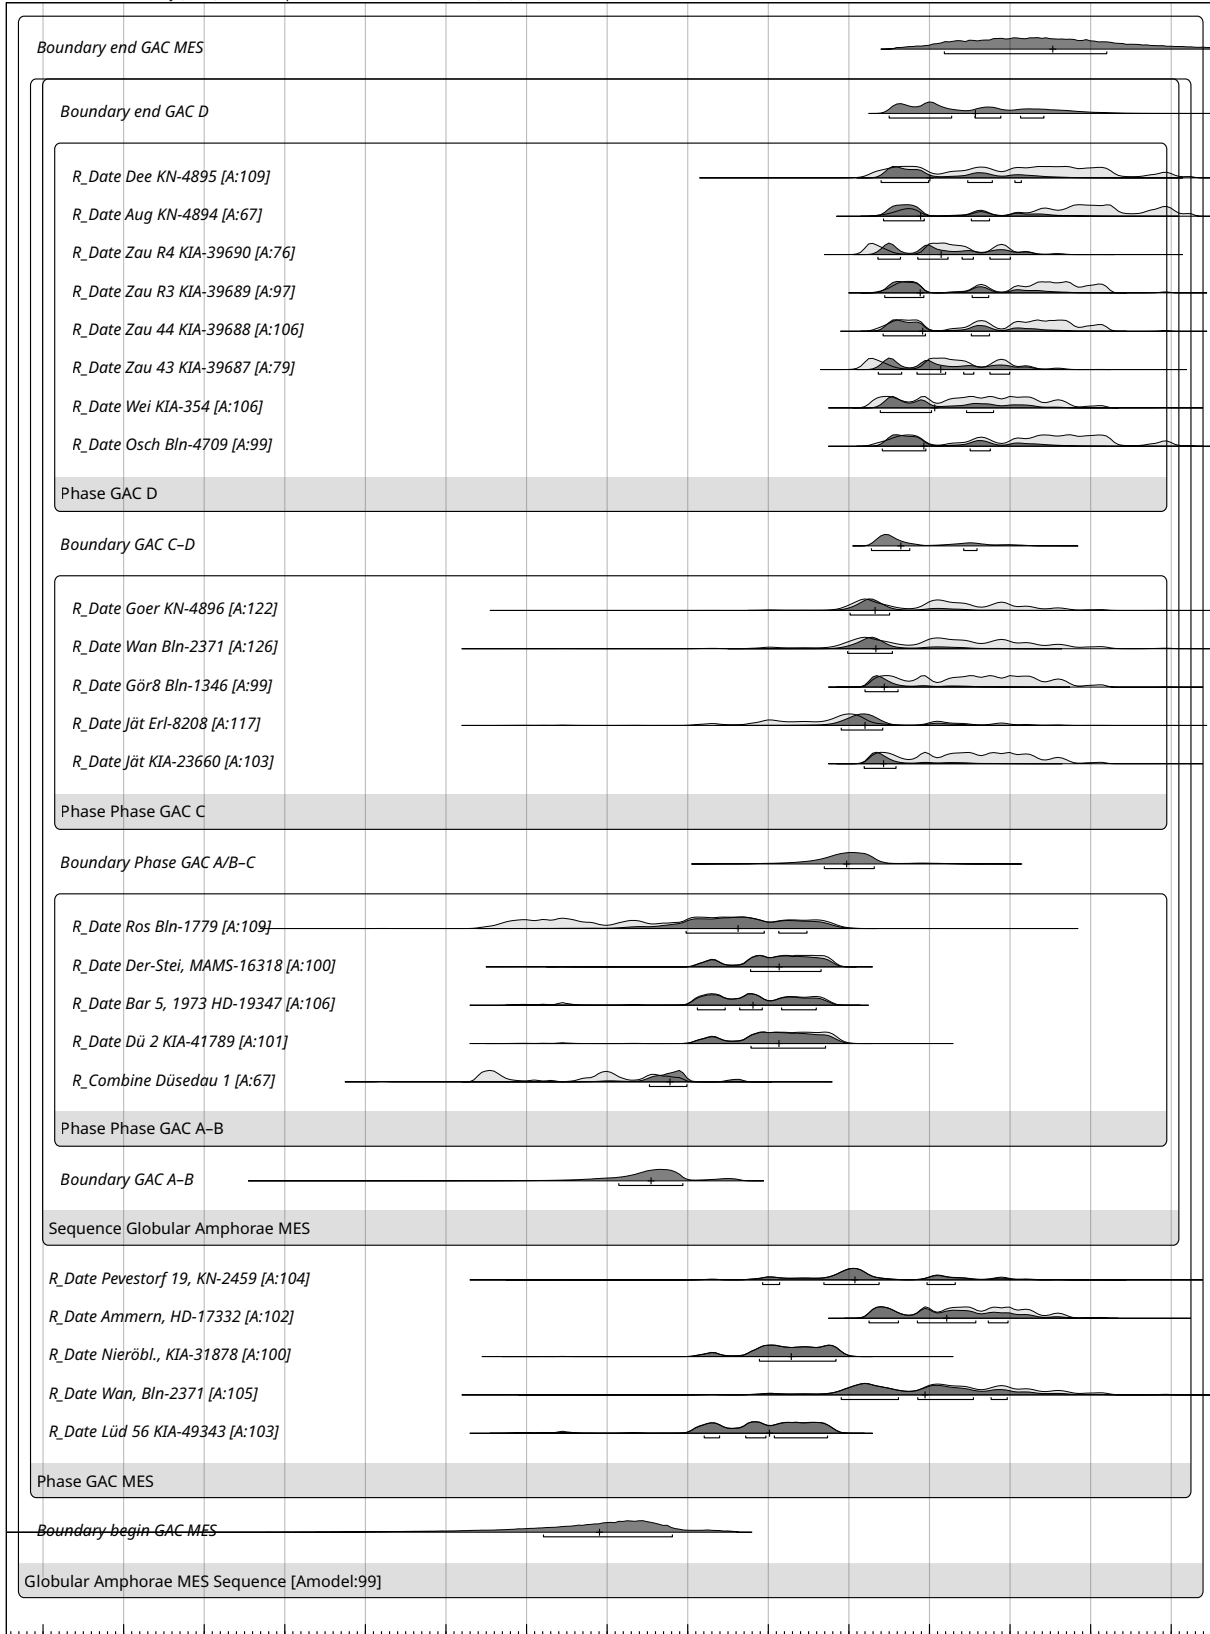 Boundary end GAC MES
Boundary end GAC D
R_Date Dee KN-4895 [A:109]
R_Date Aug KN-4894 [A:67]
R_Date Zau R4 KIA-39690 [A:76]
R_Date Zau R3 KIA-39689 [A:97]
R_Date Zau 44 KIA-39688 [A:106]
R_Date Zau 43 KIA-39687 [A:79]
R_Date Wei KIA-354 [A:106]
R_Date Osch Bln-4709 [A:99]
Phase GAC D
Boundary GAC C–D
R_Date Goer KN-4896 [A:122]
R_Date Wan Bln-2371 [A:126]
R_Date Gör8 Bln-1346 [A:99]
R_Date Jät Erl-8208 [A:117]
R_Date Jät KIA-23660 [A:103]
Phase Phase GAC C
Boundary Phase GAC A/B–C
R_Date Ros Bln-1779 [A:109]
R_Date Der-Stei, MAMS-16318 [A:100]
R_Date Bar 5, 1973 HD-19347 [A:106]
R_Date Dü 2 KIA-41789 [A:101]
R_Combine Düsedau 1 [A:67]
Phase Phase GAC A–B
Boundary GAC A–B
Sequence Globular Amphorae MES
R_Date Pevestorf 19, KN-2459 [A:104]
R_Date Ammern, HD-17332 [A:102]
R_Date Nieröbl., KIA-31878 [A:100]
R_Date Wan, Bln-2371 [A:105]
R_Date Lüd 56 KIA-49343 [A:103]
Phase GAC MES
Boundary begin GAC MES
Globular Amphorae MES Sequence [Amodel:99]